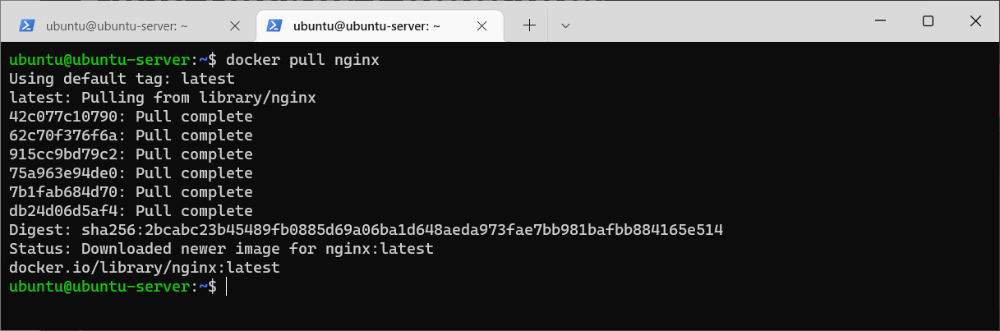 ubuntu@ubuntu-server: ~
ubuntu@ubuntu-server: ~
ubuntu@ubuntu-server:~$ docker pull nginx
Using default tag: latest
latest: Pulling from library/nginx
42c077c10790: Pull complete
62c70f376f6a: Pull complete
915cc9bd79c2: Pull complete
75a963e94de0: Pull complete
7b1fab684d70: Pull complete
db24d06d5af4: Pull complete
Digest: sha256:2bcabc23b45489fb0885d69a06ba1d648aeda973fae7bb981bafbb884165e514
Status: Downloaded newer image for nginx:latest
docker.io/library/nginx:latest
ubuntu@ubuntu-server:~$